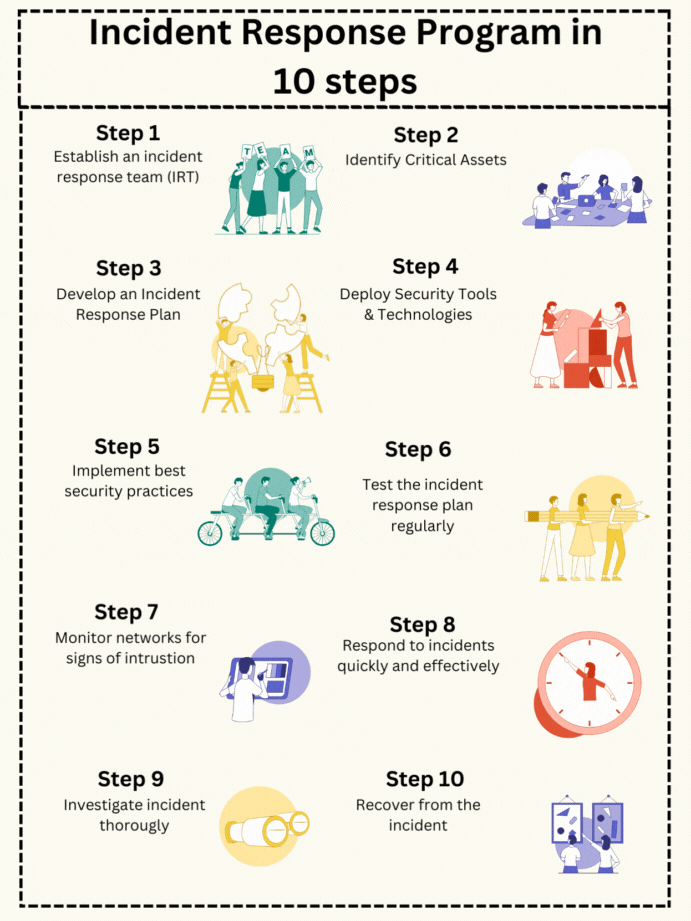 Incident Response Program in
10 steps
Step 1
Establish an incident
response team (IRT)
TEAM
Step 2
Identify Critical Assets
Step 3
Develop an Incident
Response Plan
Step 4
Deploy Security Tools
& Technologies
Step 5
Implement best
security practices
Step 6
Test the incident
response plan
regularly
Step 7
Monitor networks for
signs of intrustion
Step 8
Respond to incidents
quickly and effectively
Step 9
Investigate incident
thorougly
Step 10
Recover from the
incident